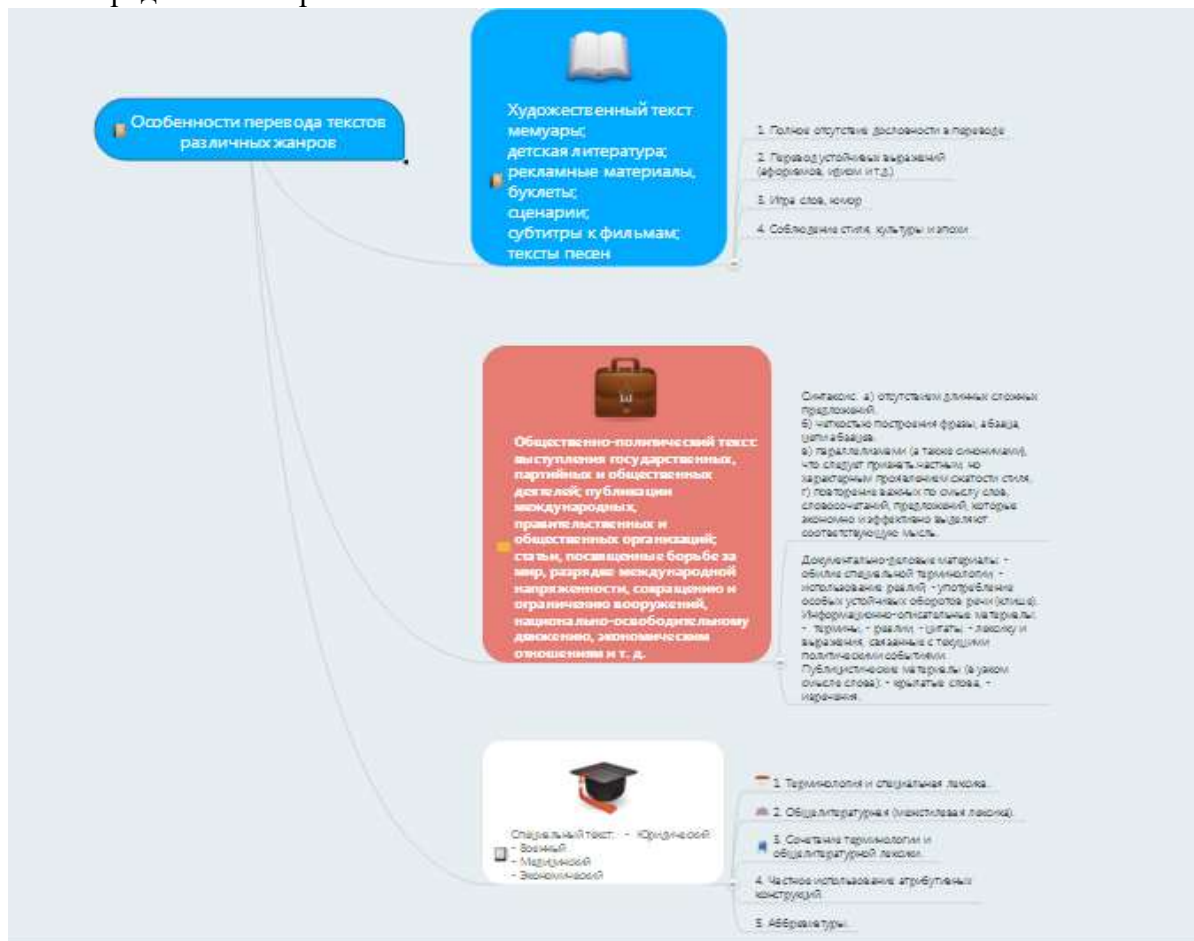 Особенности перевода текстов
различных жанров
Художественный текст
мемуары;
детская литература;
рекламные материалы,
буклеты;
сценарии;
субтитры к фильмам;
тексты песен
1. Полное отсутствие дословности в переводе
2. Перевод устойчивых выражений
(афоризмов, идиом и т.д.)
3. Игра слов, юмор
4. Соблюдение стиля, культуры и эпохи
Общественно-политический текст:
выступления государственных,
партийных и общественных
деятелей; публикации
международных,
правительственных и
общественных организаций;
статьи, посвященные борьбе за
мир, разрядке международной
напряженности, сокращению и
ограничению вооружений,
национально-освободительному
движению, экономическим
отношениям и т. д.
Синтаксис. а) отсутствием длинных сложных
предложений.
б) четкостью построения фразы, абзаца,
цепи абзацев.
в) параллелизмами (а также синонимами),
что следует признать частным, но
характерным проявлением сжатости стиля,
г) повторение важных по смыслу слов,
словосочетаний, предложений, которые
экономно и эффективно выделяют
соответствующую мысль.
Документально-деловые материалы: -
обилие специальной терминологии, -
использование реалий, - употребление
особых устойчивых оборотов речи (клише).
Информационно-описательные материалы:
- термины, - реалии, - цитаты, - лексику и
выражения, связанные с текущими
политическими событиями.
Публицистические материалы (в узком
смысле слова): - крылатые слова, -
изречения.
Специальный текст: - Юридический
- Военный
- Медицинский
- Экономический
1. Терминология и специальная лексика.
2. Общелитературная (межстилевая лексика).
3. Сочетание терминологии и
общелитературной лексики.
4. Частное использование атрибутивных
конструкций
5. Аббревиатуры.